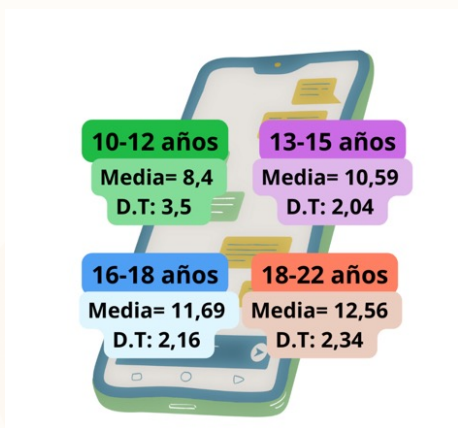 10-12 años
Media= 8,4
D.T: 3,5
13-15 años
Media= 10,59
D.T: 2,04
16-18 años
Media= 11,69
D.T: 2,16
18-22 años
Media= 12,56
D.T: 2,34